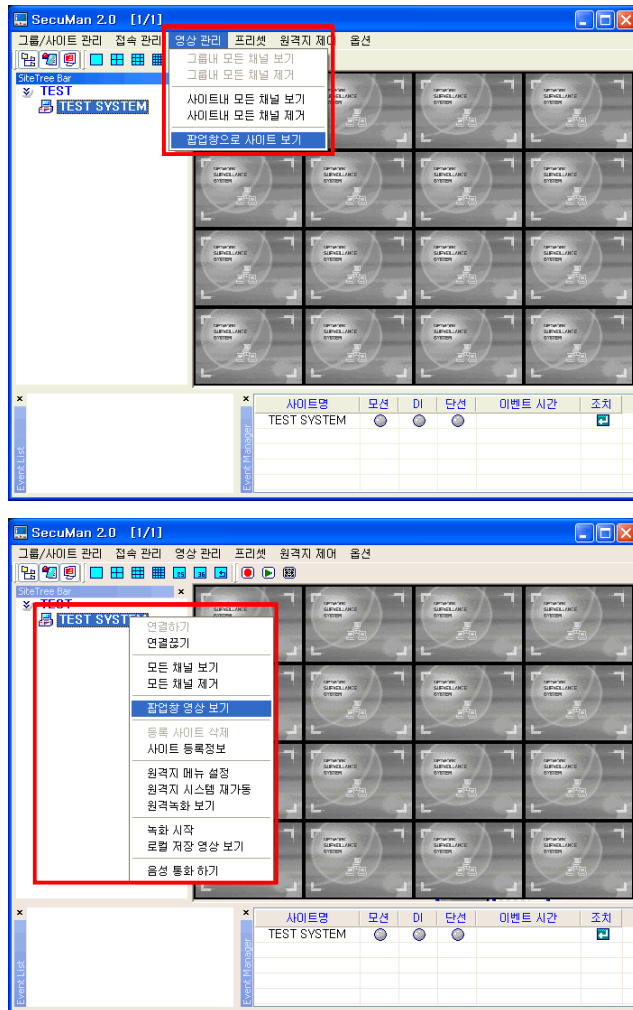 SecuMan 2.0 [1/1]
그룹/사이트 관리 접속 관리 영상 관리 프리셋 원격지 제어 옵션
그룹내 모든 채널 보기
그룹내 모든 채널 제거
사이트내 모든 채널 보기
사이트내 모든 채널 제거
팝업창으로 사이트 보기
SiteTree Bar
TEST
TEST SYSTEM
NETWORK
SURVEILLANCE
SYSTEM
Event List
Event Manager
사이트명 모션 DI 단선 이벤트 시간 조치
TEST SYSTEM
SecuMan 2.0 [1/1]
그룹/사이트 관리 접속 관리 영상 관리 프리셋 원격지 제어 옵션
25 36
SiteTree Bar
TEST
TEST SYSTEM
연결하기
연결끊기
모든 채널 보기
모든 채널 제거
팝업창 영상 보기
등록 사이트 삭제
사이트 등록정보
원격지 메뉴 설정
원격지 시스템 재가동
원격녹화 보기
녹화 시작
로컬 저장 영상 보기
음성 통화 하기
NETWORK
SURVEILLANCE
SYSTEM
Event List
Event Manager
사이트명 모션 DI 단선 이벤트 시간 조치
TEST SYSTEM